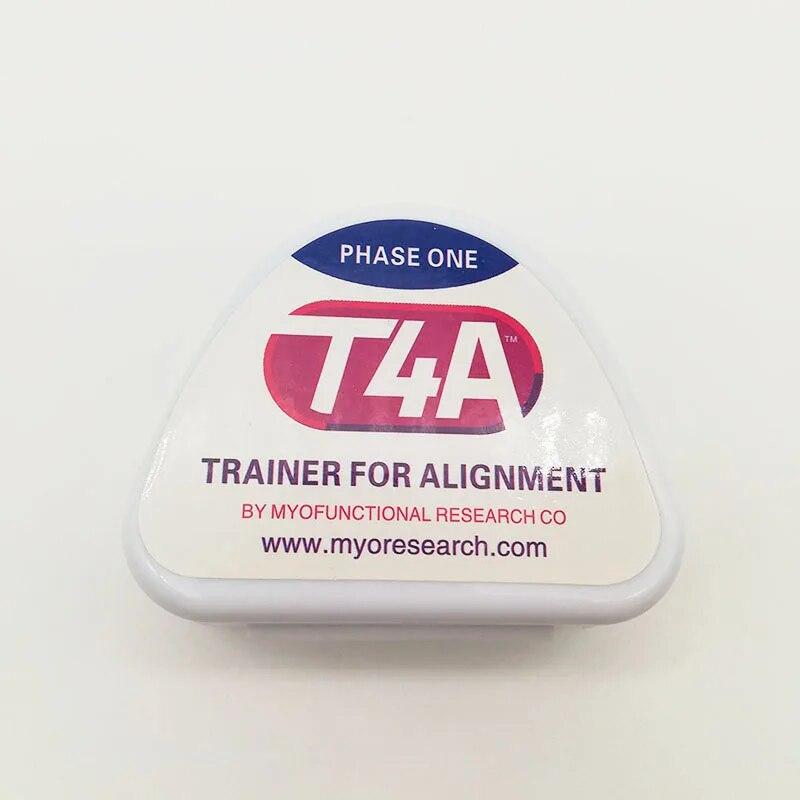 PHASE ONE
T4A™
TRAINER FOR ALIGNMENT
BY MYOFUNCTIONAL RESEARCH CO
www.myoresearch.com